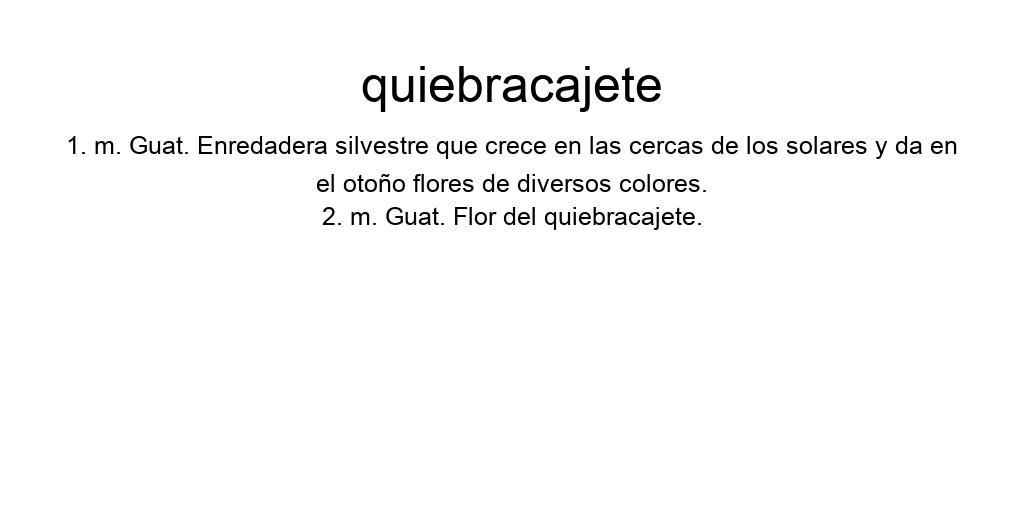 quiebracajete
1. m. Guat. Enredadera silvestre que crece en las cercas de los solares y da en
el otoño flores de diversos colores.
2. m. Guat. Flor del quiebracajete.